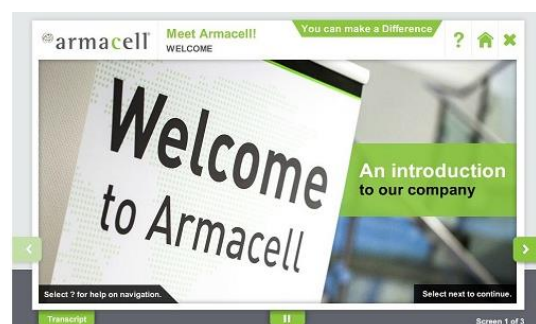 armacell
Meet Armacell!
WELCOME
You can make a Difference
?
Welcome
to Armacell
An introduction
to our company
Select ? for help on navigation.
Select next to continue.
Transcript
Screen 1 of 3